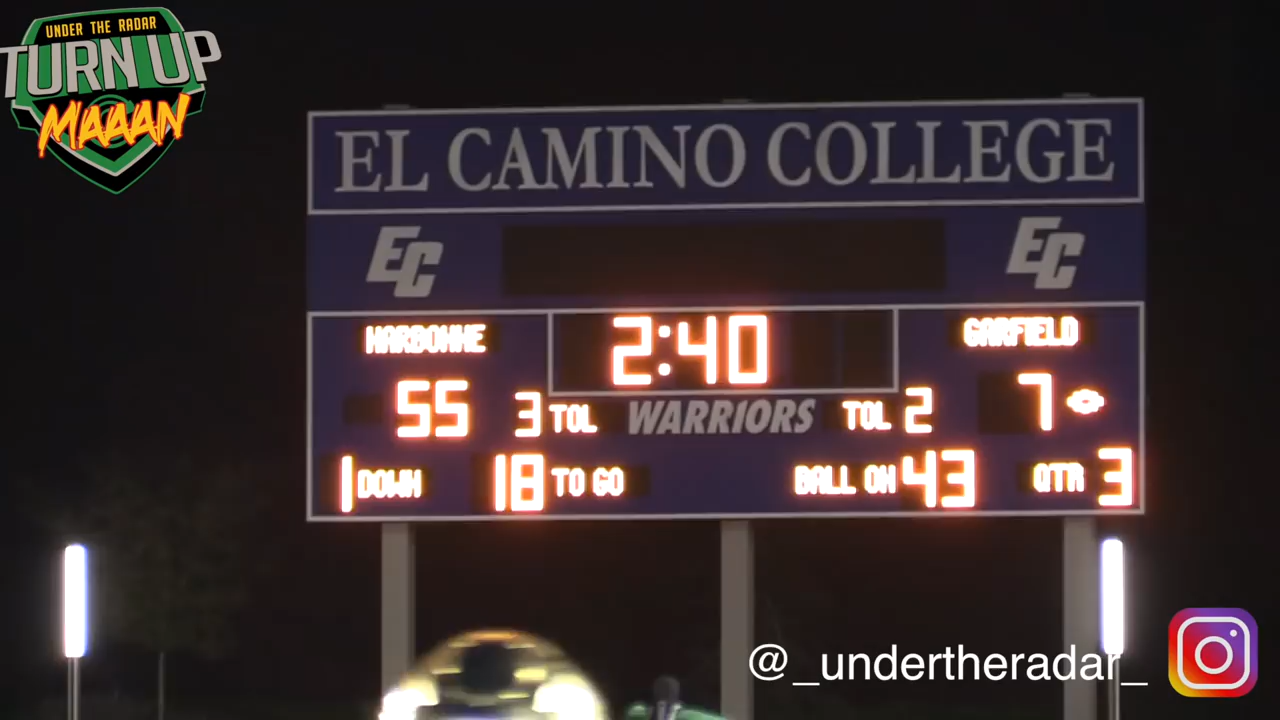 UNDER THE RADAR
TURN UP
MAAAN
EL CAMINO COLLEGE
EC EC
HARBONNE 2:40 GARFIELD
55 3 TOL WARRIORS TOL 2 7
1 DOWN 18 TO GO BALL ON 43 QTR 3
@_undertheradar_